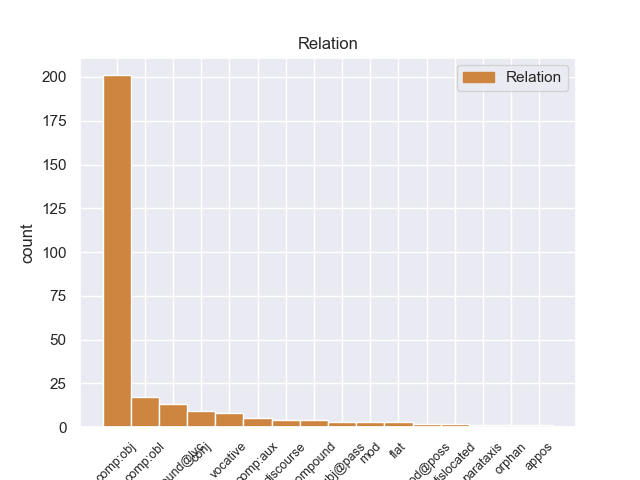 Relation
200
175
150
125
100
75
50
25
0
count
Relation
comp:obj
comp:obl
conj
vocative
comp:aux
discourse
mod
flat
parataxis
orphan
appos